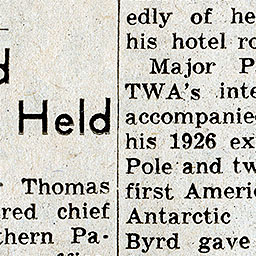 d
Held
r Thomas
red chief
thern Pa-
edly of he
his hotel ro
Major P
TWA's inte
accompanie
his 1926 ex
Pole and tw
first Americ
Antarctic
Byrd gave